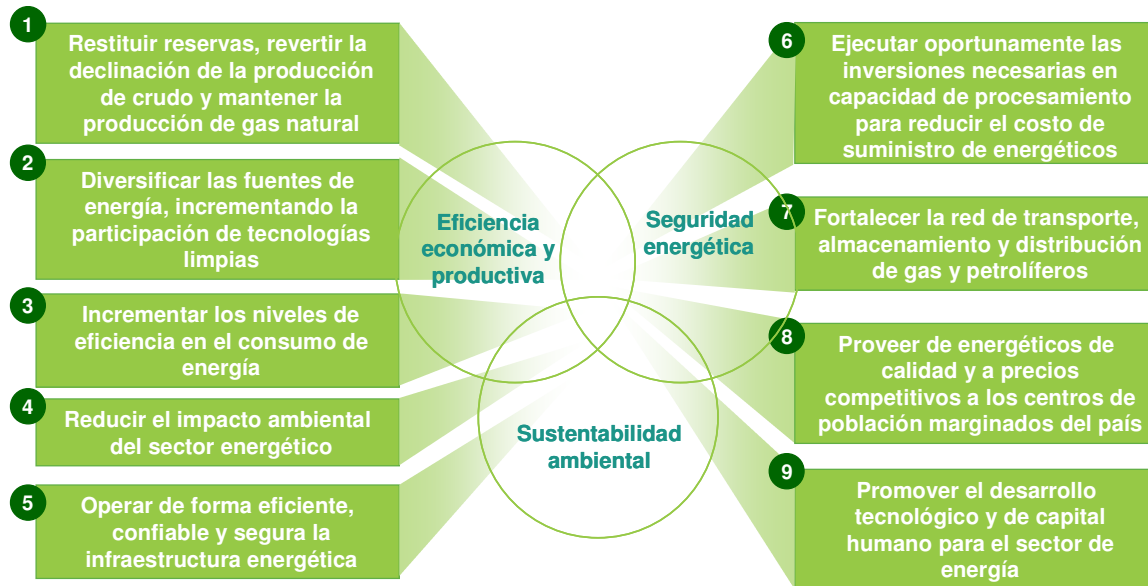 1
Restituir reservas, revertir la
declinación de la producción
de crudo y mantener la
producción de gas natural
2
Diversificar las fuentes de
energía, incrementando la
participación de tecnologías
limpias
3
Incrementar los niveles de
eficiencia en el consumo de
energía
4
Reducir el impacto ambiental
del sector energético
5
Operar de forma eficiente,
confiable y segura la
infraestructura energética
Eficiencia
económica y
productiva
Seguridad
energética
Sustentabilidad
ambiental
6
Ejecutar oportunamente las
inversiones necesarias en
capacidad de procesamiento
para reducir el costo de
suministro de energéticos
7
Fortalecer la red de transporte,
almacenamiento y distribución
de gas y petrolíferos
8
Proveer de energéticos de
calidad y a precios
competitivos a los centros de
población marginados del país
9
Promover el desarrollo
tecnológico y de capital
humano para el sector de
energía